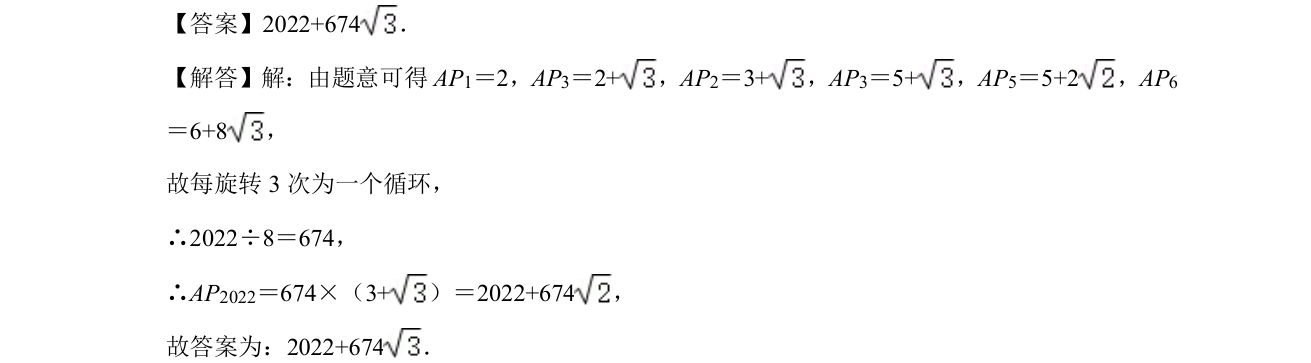 【答案】2022+674√3.
【解答】解：由题意可得 AP₁＝2，AP₃＝2+√3，AP₂＝3+√3，AP₃＝5+√3，AP₅＝5+2√2，AP₆
＝6+8√3，
故每旋转 3 次为一个循环，
∴2022÷8＝674，
∴AP₂₀₂₂＝674×（3+√3）＝2022+674√2，
故答案为：2022+674√3.